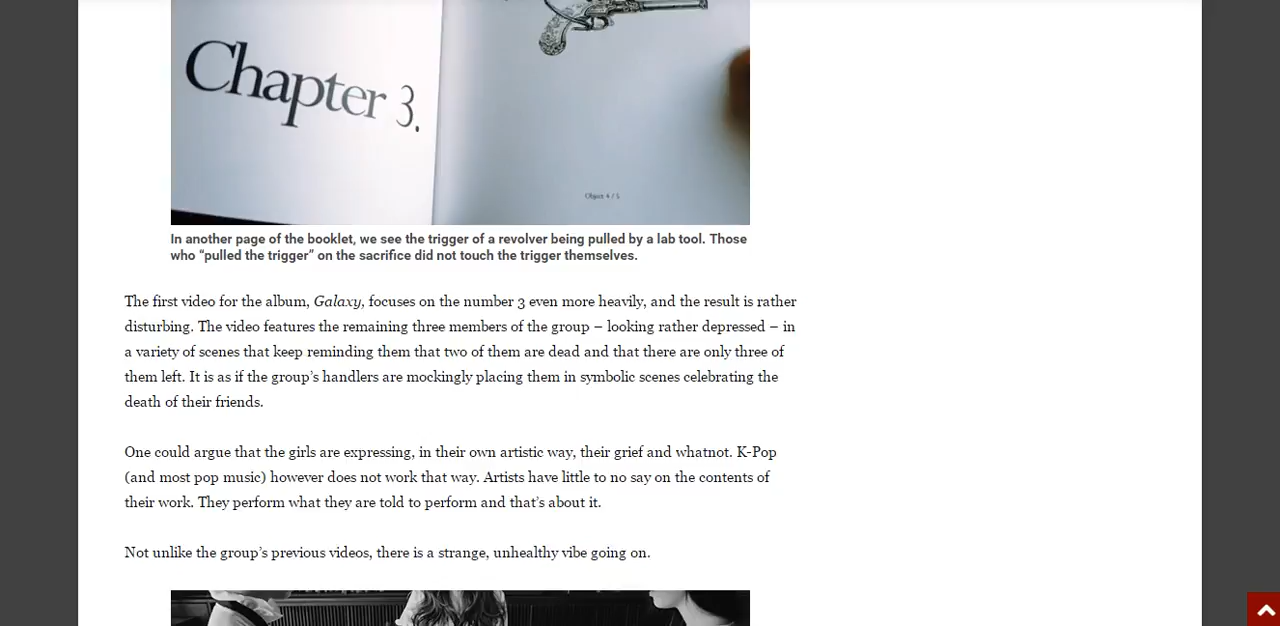 Chapter 3.
Object 4 / 5
In another page of the booklet, we see the trigger of a revolver being pulled by a lab tool. Those
who “pulled the trigger” on the sacrifice did not touch the trigger themselves.
The first video for the album, Galaxy, focuses on the number 3 even more heavily, and the result is rather
disturbing. The video features the remaining three members of the group – looking rather depressed – in
a variety of scenes that keep reminding them that two of them are dead and that there are only three of
them left. It is as if the group’s handlers are mockingly placing them in symbolic scenes celebrating the
death of their friends.
One could argue that the girls are expressing, in their own artistic way, their grief and whatnot. K-Pop
(and most pop music) however does not work that way. Artists have little to no say on the contents of
their work. They perform what they are told to perform and that’s about it.
Not unlike the group’s previous videos, there is a strange, unhealthy vibe going on.